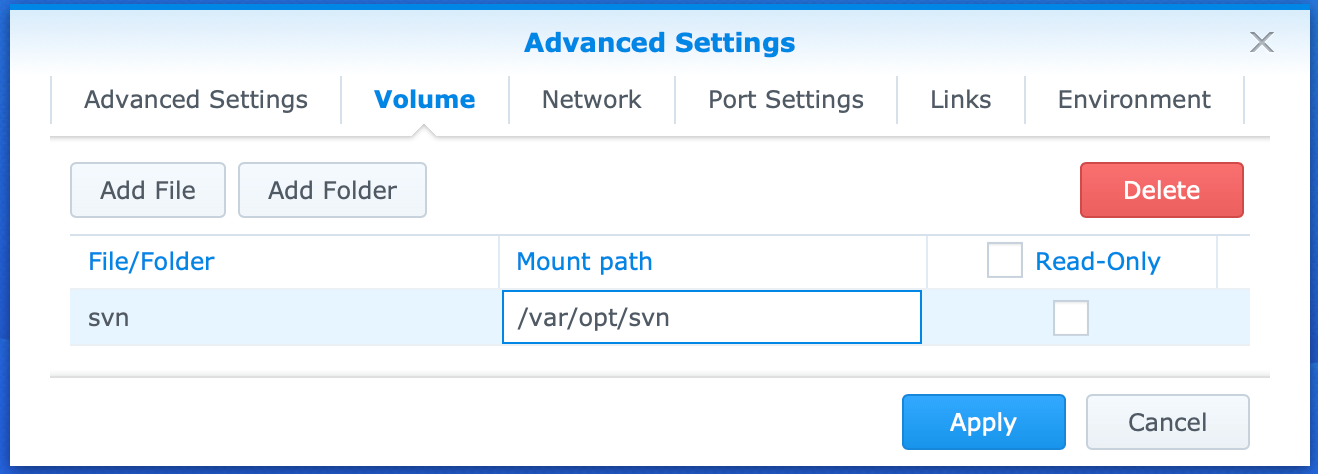 Advanced Settings
Advanced Settings Volume Network Port Settings Links Environment
Add File Add Folder Delete
File/Folder Mount path Read-Only
svn /var/opt/svn
Apply Cancel